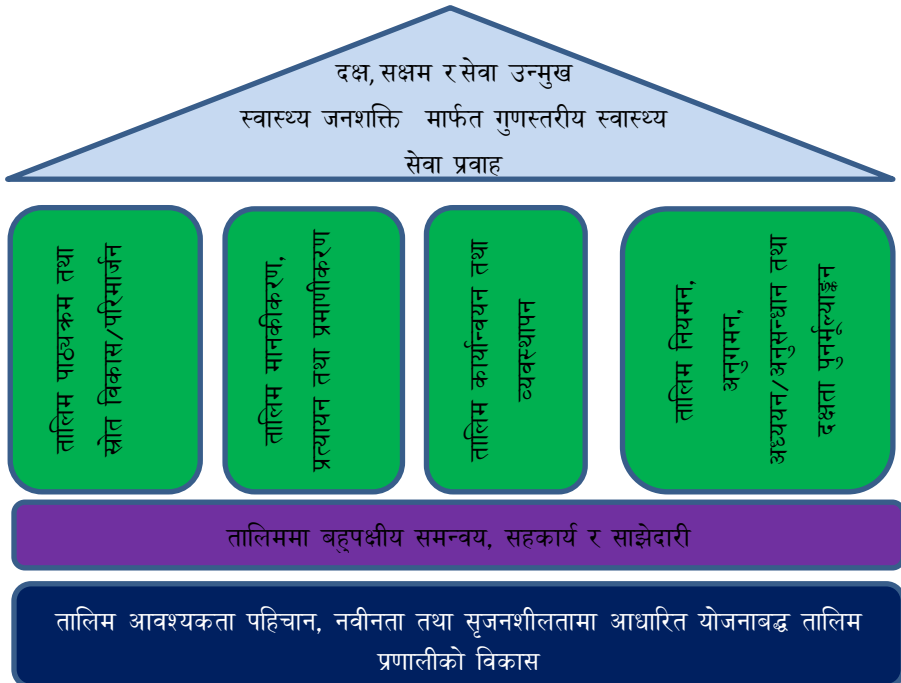 दक्ष, सक्षम र सेवा उन्मुख
स्वास्थ्य जनशक्ति मार्फत गुणस्तरीय स्वास्थ्य
सेवा प्रवाह
तालिम पाठ्यक्रम तथा
स्रोत विकास/परिमार्जन
तालिम मानकीकरण,
प्रत्यायन तथा प्रमाणीकरण
तालिम कार्यान्वयन तथा
व्यवस्थापन
तालिम नियमन,
अनुगमन,
अध्ययन/अनुसन्धान तथा
दक्षता पुनर्मूल्याङ्कन
तालिममा बहुपक्षीय समन्वय, सहकार्य र साझेदारी
तालिम आवश्यकता पहिचान, नवीनता तथा सृजनशीलतामा आधारित योजनाबद्ध तालिम
प्रणालीको विकास